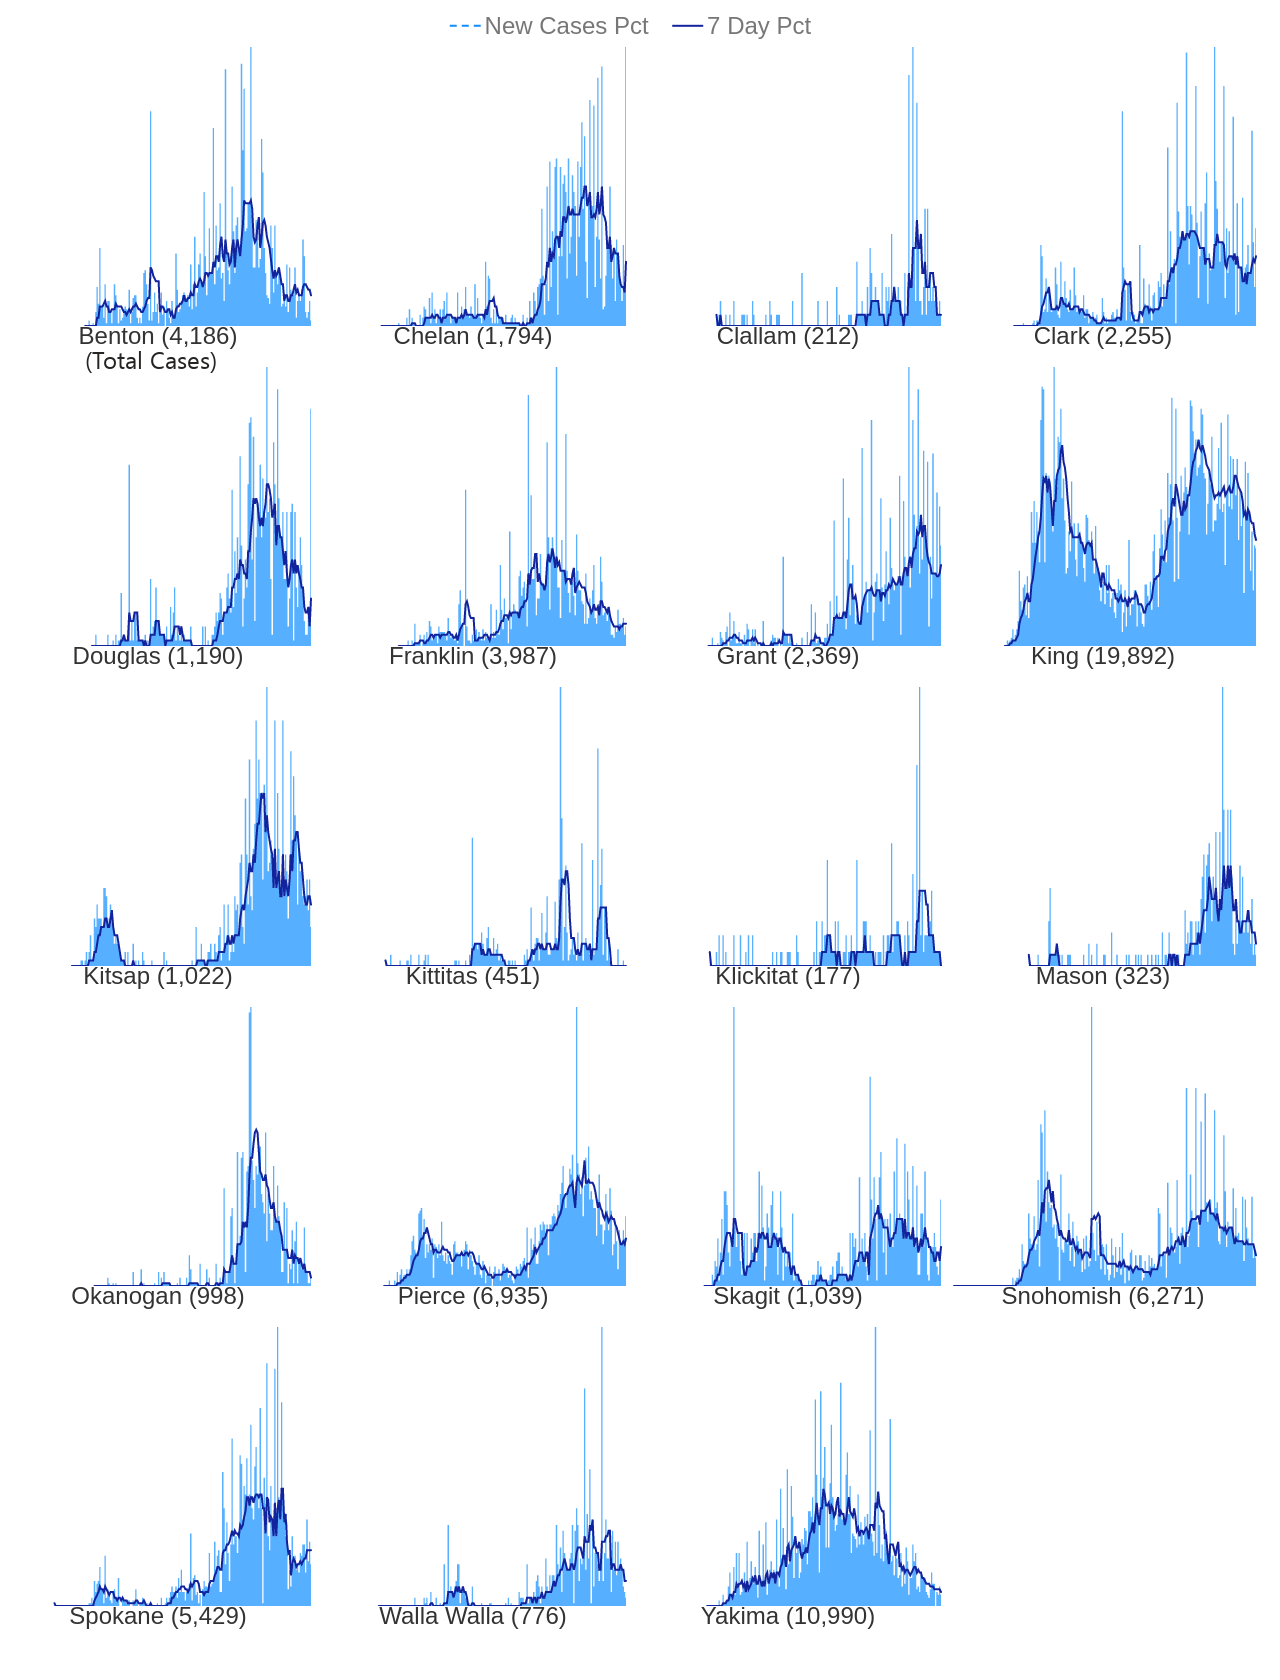 New Cases Pct 7 Day Pct
Benton (4,186) Chelan (1,794) Clallam (212) Clark (2,255)
(Total Cases)
Douglas (1,190) Franklin (3,987) Grant (2,369) King (19,892)
Kitsap (1,022) Kittitas (451) Klickitat (177) Mason (323)
Okanogan (998) Pierce (6,935) Skagit (1,039) Snohomish (6,271)
Spokane (5,429) Walla Walla (776) Yakima (10,990)